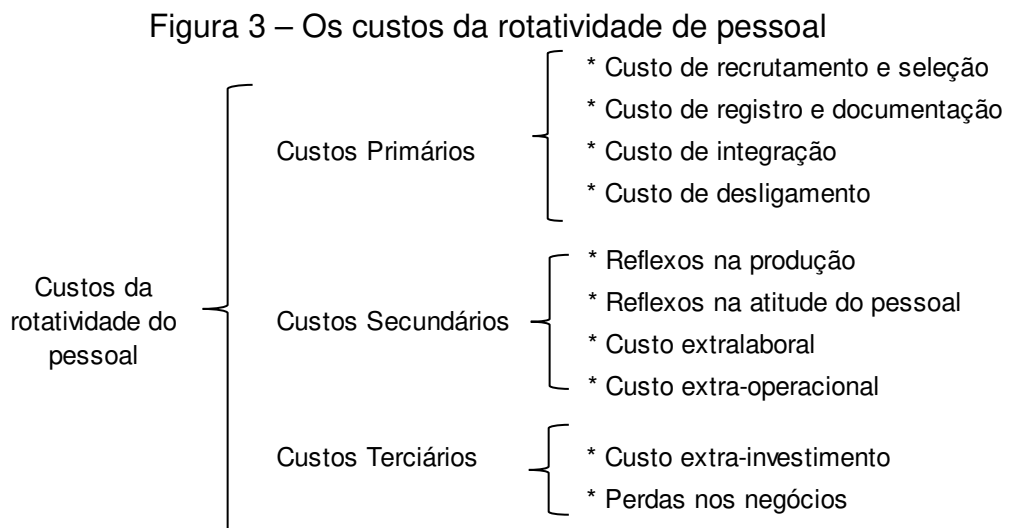 Figura 3 – Os custos da rotatividade de pessoal
Custos da
rotatividade do
pessoal
Custos Primários
* Custo de recrutamento e seleção
* Custo de registro e documentação
* Custo de integração
* Custo de desligamento
Custos Secundários
* Reflexos na produção
* Reflexos na atitude do pessoal
* Custo extralaboral
* Custo extra-operacional
Custos Terciários
* Custo extra-investimento
* Perdas nos negócios